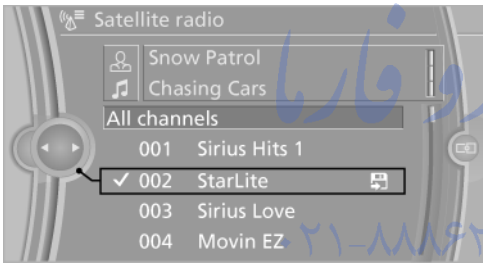 Satellite radio
Snow Patrol
Chasing Cars
All channels
001 Sirius Hits 1
✓ 002 StarLite
003 Sirius Love
004 Movin EZ